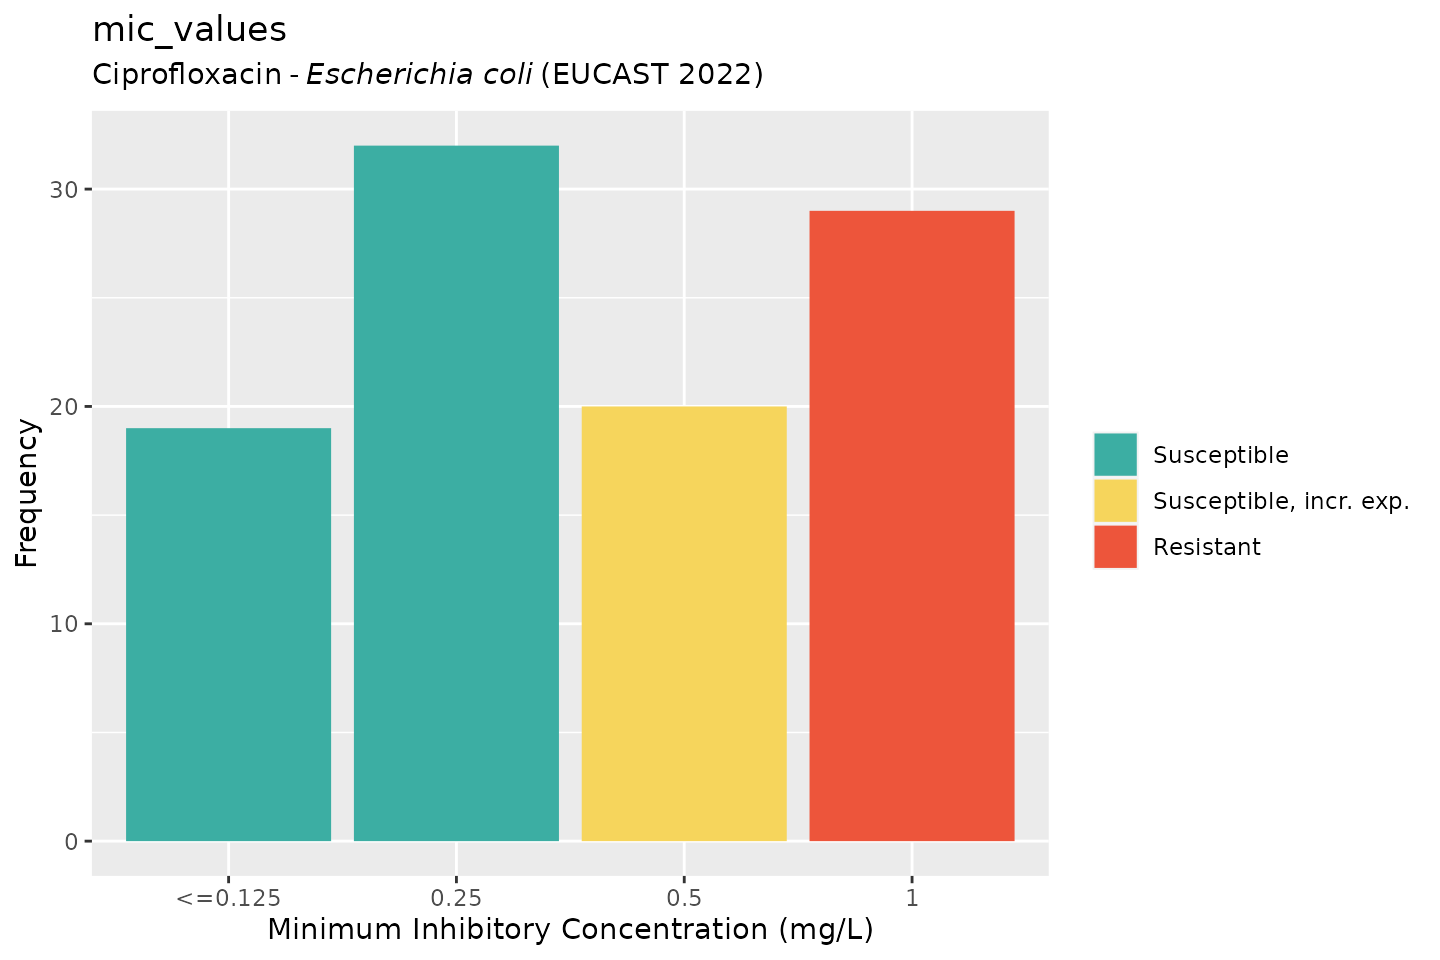 mic_values
Ciprofloxacin - Escherichia coli (EUCAST 2022)
Frequency
30
20
10
0
<=0.125
0.25
0.5
1
Minimum Inhibitory Concentration (mg/L)
Susceptible
Susceptible, incr. exp.
Resistant